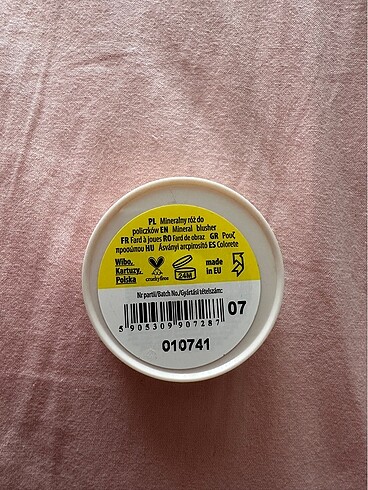 PL Mineralny róż do
policzków EN Mineral blusher
FR Fard à joues RO Fard de obraz GR Ρουζ
προσώπου HU Ásványi arcpirosító ES Colorete
Wibo, Kartuzy, Polska
crueltyfree
24M
made in EU
Nr partii/Batch No./Gyártási tételszám:
5 905309 907287
07
010741